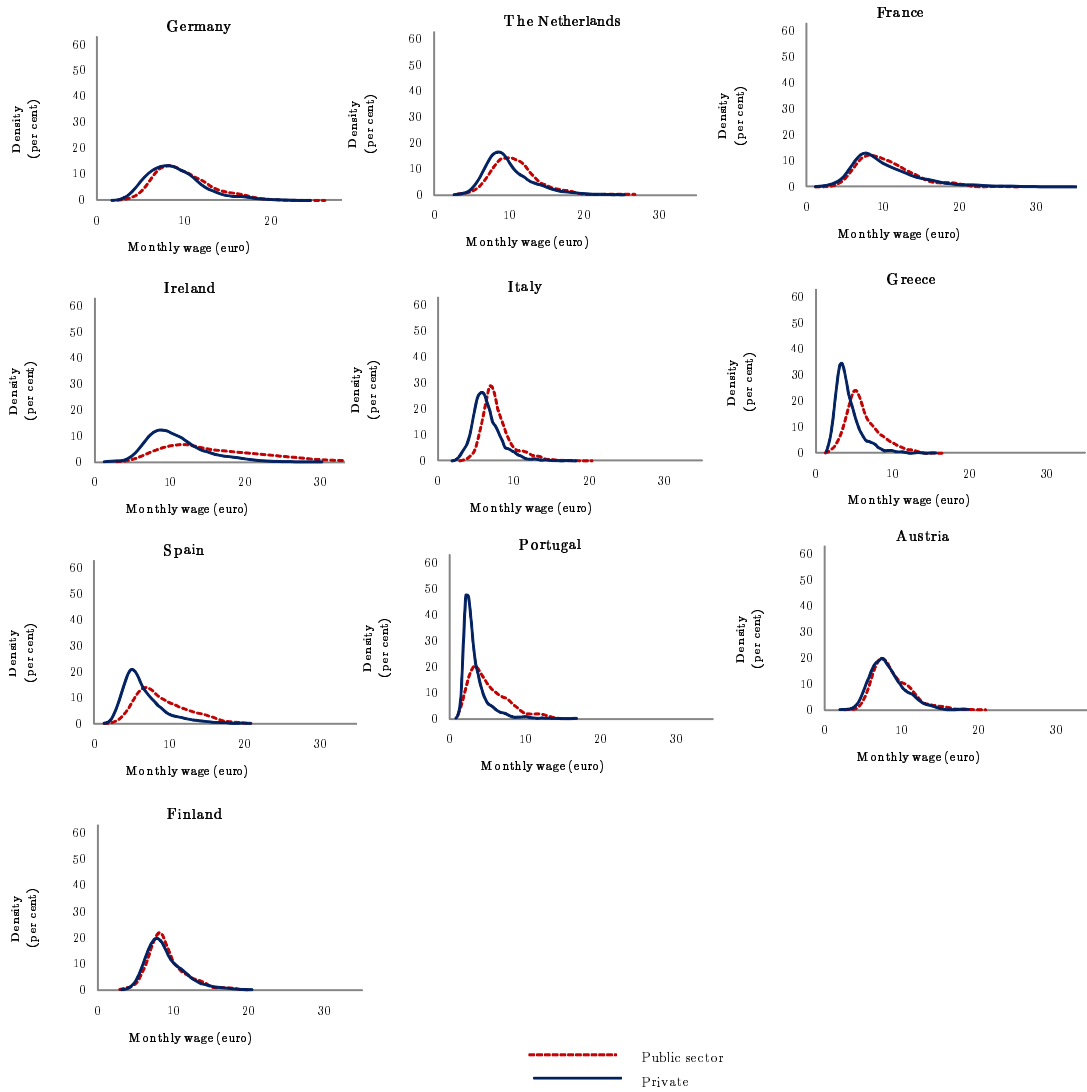 Germany
Density
(per cent)
60
50
40
30
20
10
0
0 10 20
Monthly wage (euro)
The Netherlands
Density
(per cent)
60
50
40
30
20
10
0
0 10 20 30
Monthly wage (euro)
France
Density
(per cent)
60
50
40
30
20
10
0
0 10 20 30
Monthly wage (euro)
Ireland
Density
(per cent)
60
50
40
30
20
10
0
0 10 20 30
Monthly wage (euro)
Italy
Density
(per cent)
60
50
40
30
20
10
0
0 10 20 30
Monthly wage (euro)
Greece
Density
(per cent)
60
50
40
30
20
10
0
0 10 20 30
Monthly wage (euro)
Spain
Density
(per cent)
60
50
40
30
20
10
0
0 10 20 30
Monthly wage (euro)
Portugal
Density
(per cent)
60
50
40
30
20
10
0
0 10 20 30
Monthly wage (euro)
Austria
Density
(per cent)
60
50
40
30
20
10
0
0 10 20 30
Monthly wage (euro)
Finland
Density
(per cent)
60
50
40
30
20
10
0
0 10 20 30
Monthly wage (euro)
Public sector
Private